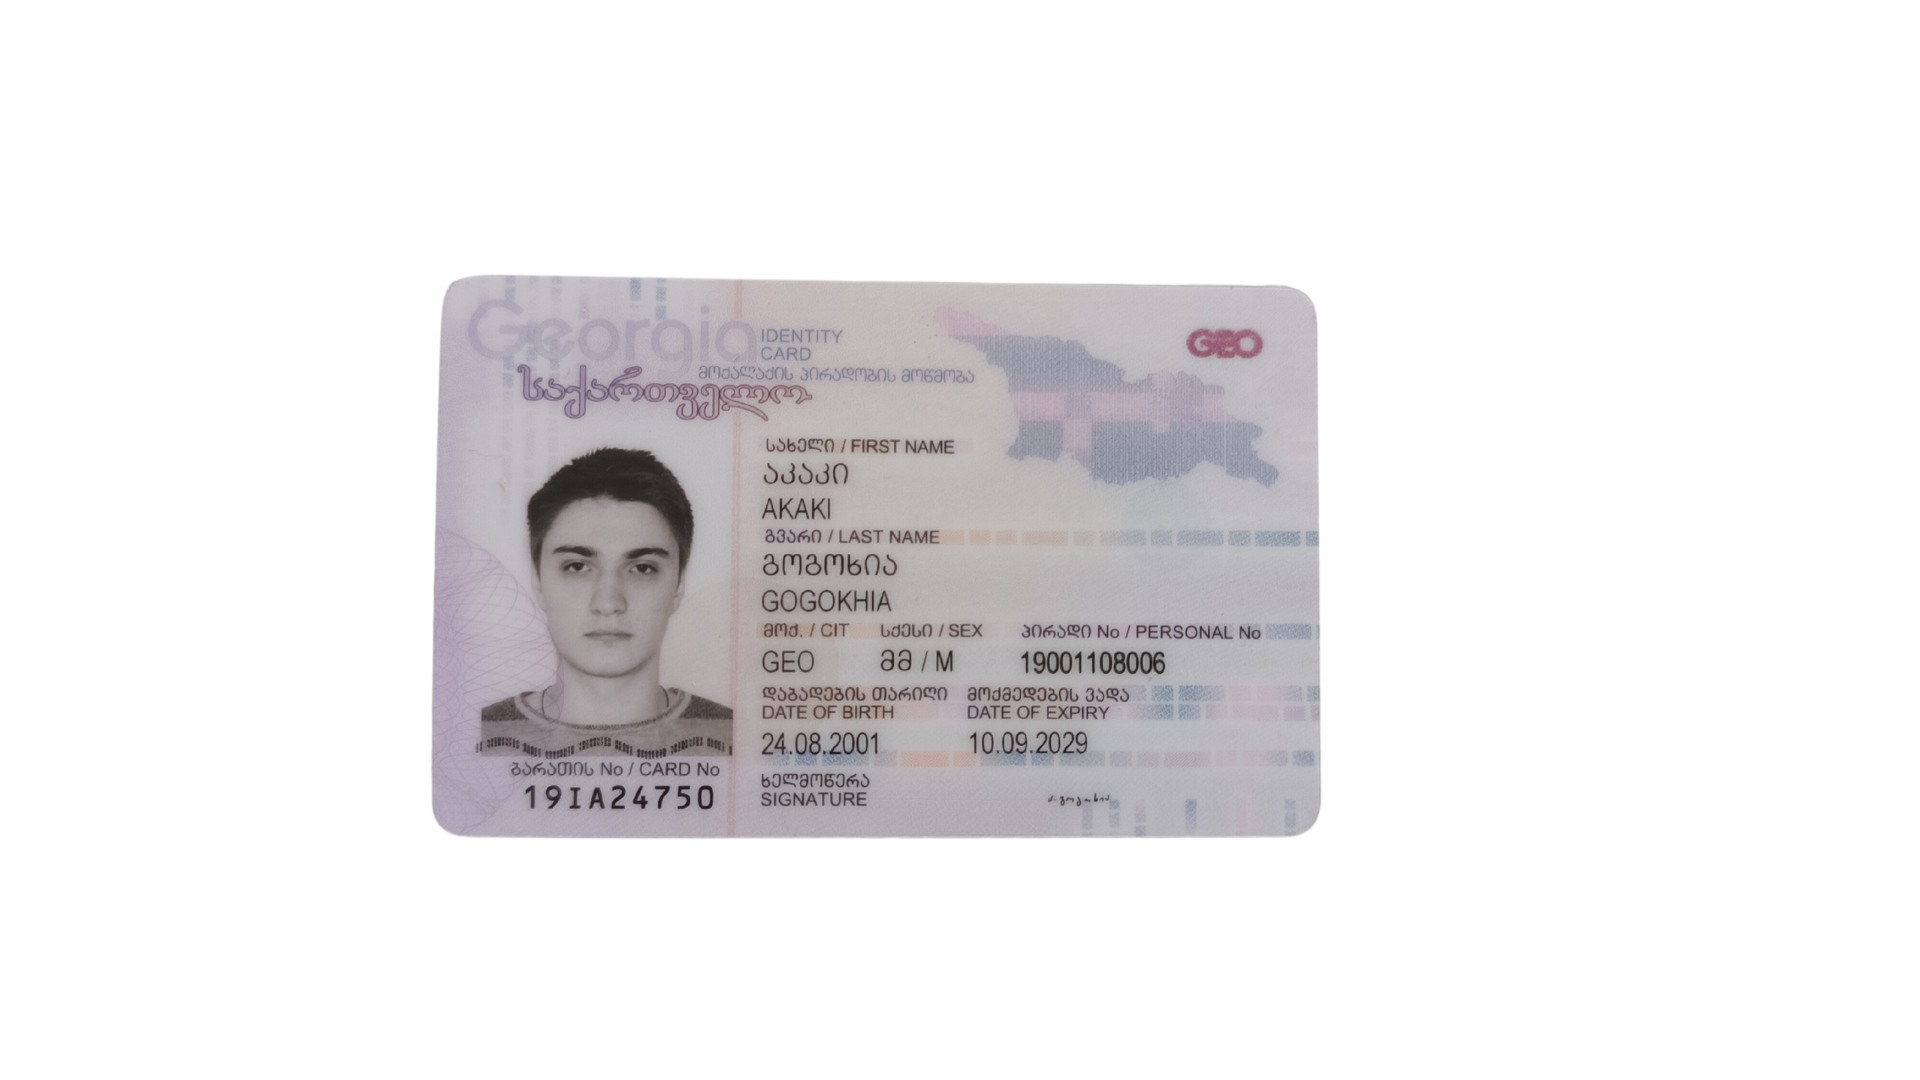 Georgia IDENTITY
CARD
მოქალაქის პირადობის მოწმობა
საქართველო
GEO
სახელი / FIRST NAME
აკაკი
AKAKI
გვარი / LAST NAME
გოგოხია
GOGOKHIA
მოქ. / CIT სქესი / SEX პირადი No / PERSONAL No
GEO მმ / M 19001108006
დაბადების თარიღი მოქმედების ვადა
DATE OF BIRTH DATE OF EXPIRY
24.08.2001 10.09.2029
ბარათის No / CARD No
19IA24750
ხელმოწერა
SIGNATURE
ა. გოგოხია